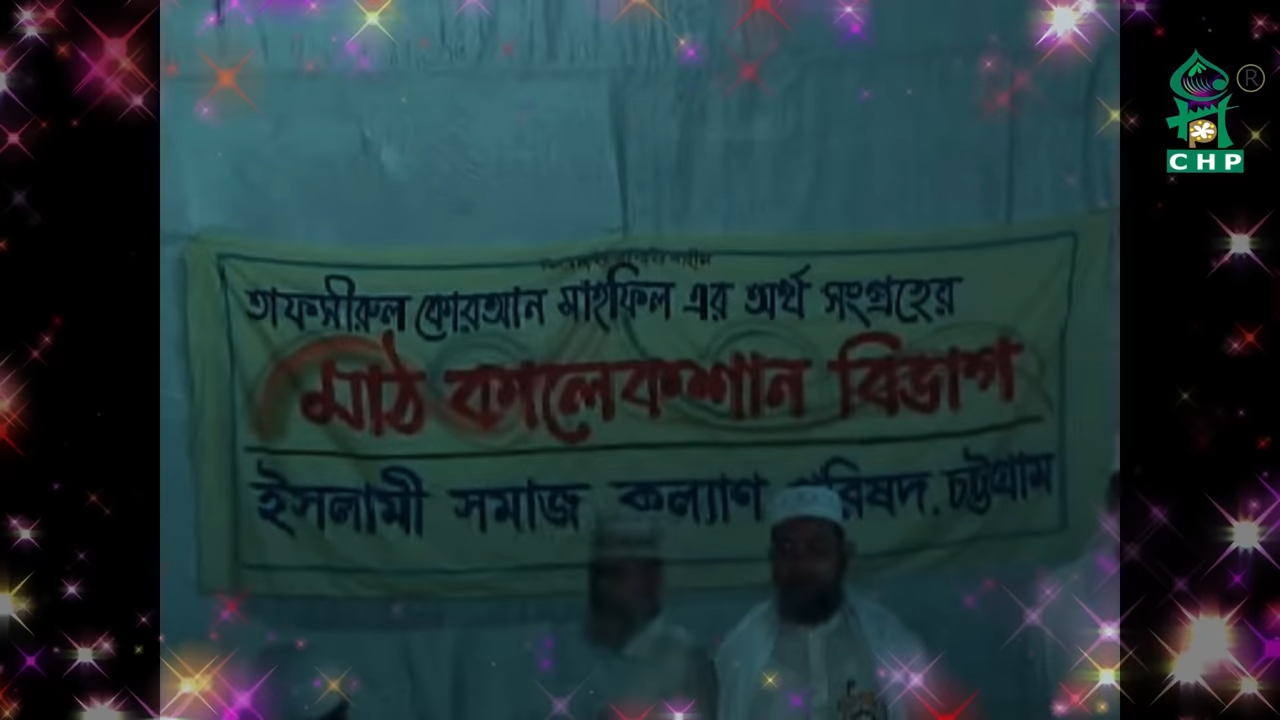 তাফসীরুল কোরআন মাহফিল এর অর্থ সংগ্রহের
মাঠ কালেকশান বিভাগ
ইসলামী সমাজ কল্যাণ পরিষদ. চট্টগ্রাম
®
CHP